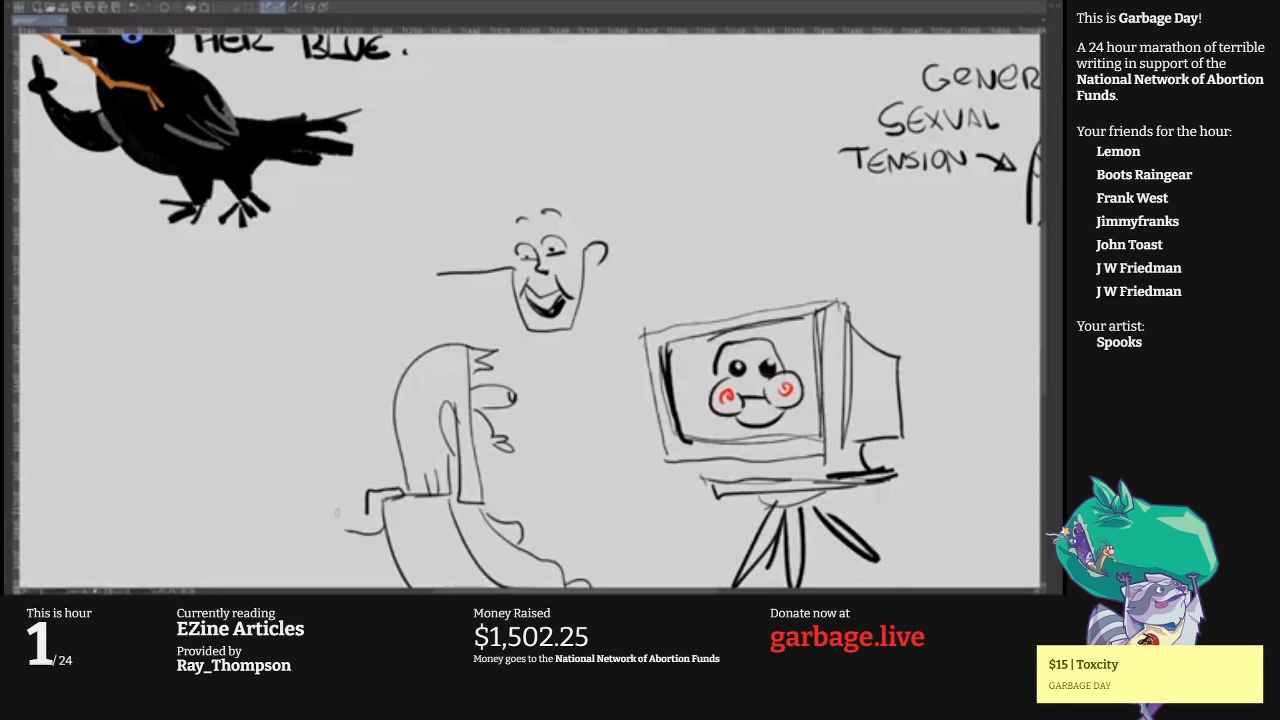 HER BLUE.
GENER
SEXUAL
TENSION
This is Garbage Day!
A 24 hour marathon of terrible
writing in support of the
National Network of Abortion
Funds.
Your friends for the hour:
Lemon
Boots Raingear
Frank West
Jimmyfranks
John Toast
J W Friedman
J W Friedman
Your artist:
Spooks
This is hour
1/ 24
Currently reading
EZine Articles
Provided by
Ray_Thompson
Money Raised
$1,502.25
Money goes to the National Network of Abortion Funds
Donate now at
garbage.live
$15 | Toxcity
GARBAGE DAY